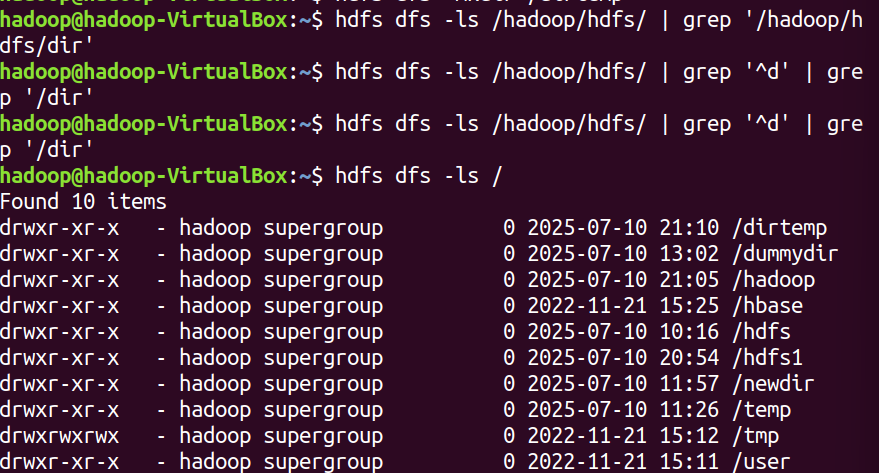 hadoop@hadoop-VirtualBox:~$ hdfs dfs -ls /hadoop/hdfs/ | grep '/hadoop/h
dfs/dir'
hadoop@hadoop-VirtualBox:~$ hdfs dfs -ls /hadoop/hdfs/ | grep '^d' | gre
p '/dir'
hadoop@hadoop-VirtualBox:~$ hdfs dfs -ls /hadoop/hdfs/ | grep '^d' | gre
p '/dir'
hadoop@hadoop-VirtualBox:~$ hdfs dfs -ls /
Found 10 items
drwxr-xr-x   - hadoop supergroup          0 2025-07-10 21:10 /dirtemp
drwxr-xr-x   - hadoop supergroup          0 2025-07-10 13:02 /dummydir
drwxr-xr-x   - hadoop supergroup          0 2025-07-10 21:05 /hadoop
drwxr-xr-x   - hadoop supergroup          0 2022-11-21 15:25 /hbase
drwxr-xr-x   - hadoop supergroup          0 2025-07-10 10:16 /hdfs
drwxr-xr-x   - hadoop supergroup          0 2025-07-10 20:54 /hdfs1
drwxr-xr-x   - hadoop supergroup          0 2025-07-10 11:57 /newdir
drwxr-xr-x   - hadoop supergroup          0 2025-07-10 11:26 /temp
drwxrwxrwx   - hadoop supergroup          0 2022-11-21 15:12 /tmp
drwxr-xr-x   - hadoop supergroup          0 2022-11-21 15:11 /user